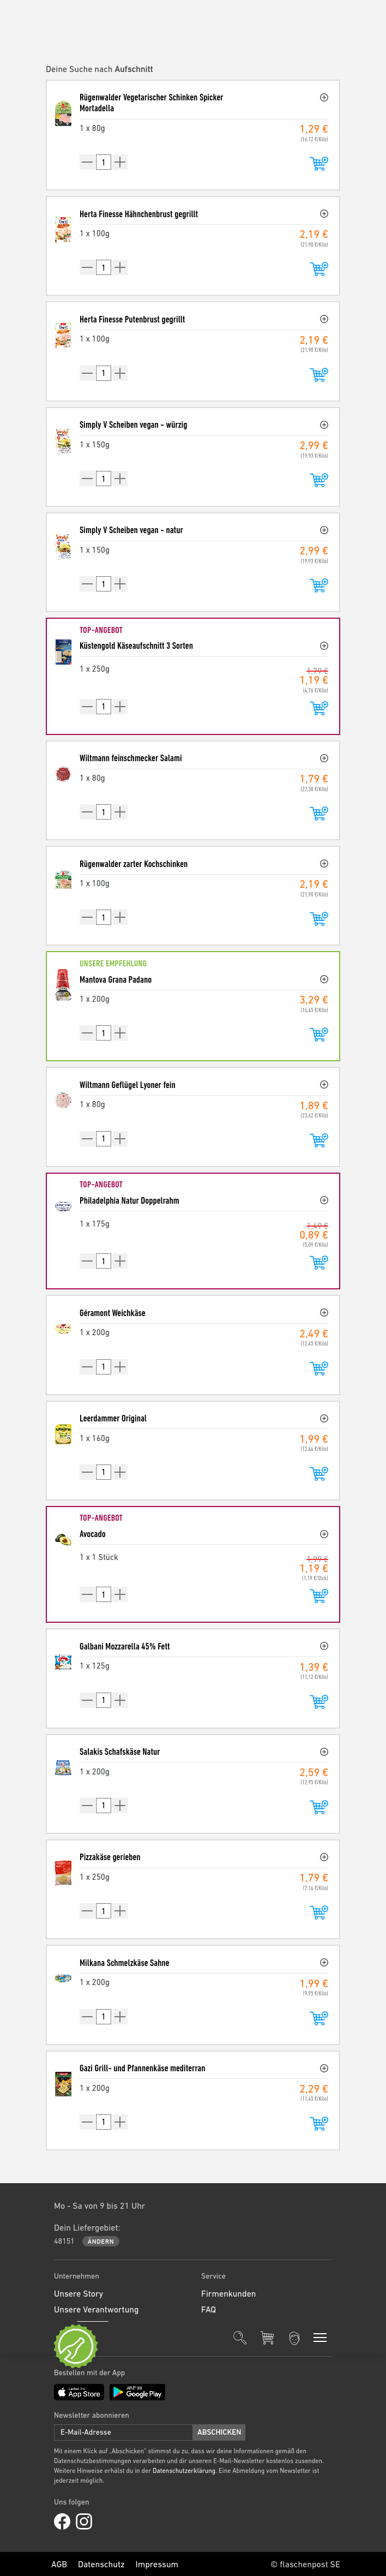 Deine Suche nach Aufschnitt
Rügenwalder Vegetarischer Schinken Spicker
Mortadella
1 x 80g
1,29 €
(16,12 €/Kilo)
1
Herta Finesse Hähnchenbrust gegrillt
1 x 100g
2,19 €
(21,90 €/Kilo)
1
Herta Finesse Putenbrust gegrillt
1 x 100g
2,19 €
(21,90 €/Kilo)
1
Simply V Scheiben vegan - würzig
1 x 150g
2,99 €
(19,93 €/Kilo)
1
Simply V Scheiben vegan - natur
1 x 150g
2,99 €
(19,93 €/Kilo)
1
TOP-ANGEBOT
Küstengold Käseaufschnitt 3 Sorten
1 x 250g
1,79 €
1,19 €
(4,76 €/Kilo)
1
Wiltmann feinschmecker Salami
1 x 80g
1,79 €
(22,38 €/Kilo)
1
Rügenwalder zarter Kochschinken
1 x 100g
2,19 €
(21,90 €/Kilo)
1
UNSERE EMPFEHLUNG
Mantova Grana Padano
1 x 200g
3,29 €
(16,45 €/Kilo)
1
Wiltmann Geflügel Lyoner fein
1 x 80g
1,89 €
(23,62 €/Kilo)
1
TOP-ANGEBOT
Philadelphia Natur Doppelrahm
1 x 175g
1,49 €
0,89 €
(5,09 €/Kilo)
1
Géramont Weichkäse
1 x 200g
2,49 €
(12,45 €/Kilo)
1
Leerdammer Original
1 x 160g
1,99 €
(12,44 €/Kilo)
1
TOP-ANGEBOT
Avocado
1 x 1 Stück
1,99 €
1,19 €
(1,19 €/Stck)
1
Galbani Mozzarella 45% Fett
1 x 125g
1,39 €
(11,12 €/Kilo)
1
Salakis Schafskäse Natur
1 x 200g
2,59 €
(12,95 €/Kilo)
1
Pizzakäse gerieben
1 x 250g
1,79 €
(7,16 €/Kilo)
1
Milkana Schmelzkäse Sahne
1 x 200g
1,99 €
(9,95 €/Kilo)
1
Gazi Grill- und Pfannenkäse mediterran
1 x 200g
2,29 €
(11,45 €/Kilo)
1
Mo - Sa von 9 bis 21 Uhr
Dein Liefergebiet:
48151 ÄNDERN
Unternehmen
Service
Unsere Story
Firmenkunden
Unsere Verantwortung
FAQ
Bestellen mit der App
App Store
Google Play
Newsletter abonnieren
E-Mail-Adresse
ABSCHICKEN
Mit einem Klick auf „Abschicken" stimmst du zu, dass wir deine Informationen gemäß den
Datenschutzbestimmungen verarbeiten und dir unseren E-Mail-Newsletter kostenlos zusenden.
Weitere Hinweise erhälst du in der Datenschutzerklärung. Eine Abmeldung vom Newsletter ist
jederzeit möglich.
Uns folgen
AGB Datenschutz Impressum
© flaschenpost SE